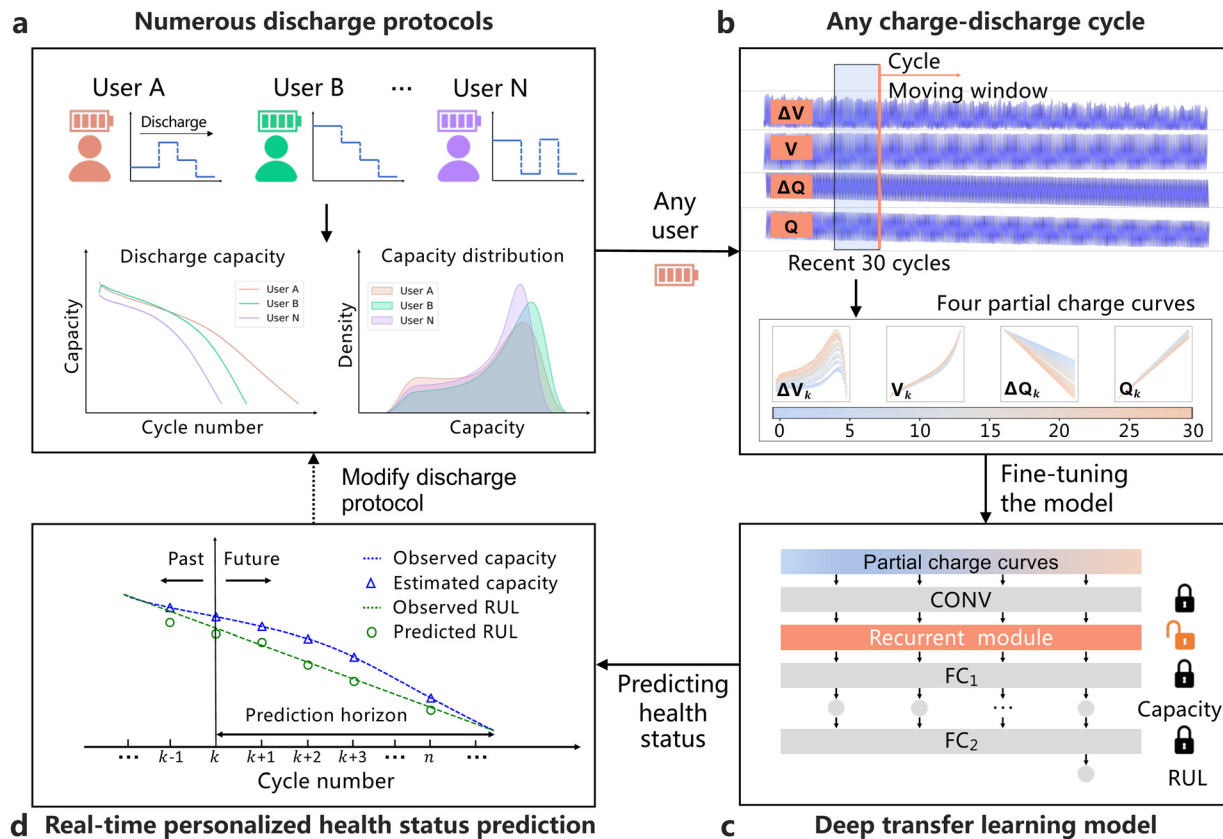 a
Numerous discharge protocols
User A
User B
...
User N
Discharge
Discharge capacity
User A
User B
User N
Capacity
Cycle number
Capacity distribution
User A
User B
User N
Density
Capacity
Any
user
b
Any charge-discharge cycle
Cycle
Moving window
ΔV
V
ΔQ
Q
Recent 30 cycles
Four partial charge curves
ΔVₖ
Vₖ
ΔQₖ
Qₖ
0 5 10 15 20 25 30
Fine-tuning
the model
Partial charge curves
CONV
Recurrent module
FC₁
...
Capacity
FC₂
RUL
c
Deep transfer learning model
Predicting
health
status
Modify discharge
protocol
Past
Future
Observed capacity
Estimated capacity
Observed RUL
Predicted RUL
Prediction horizon
... k-1 k k+1 k+2 k+3 ... n ...
Cycle number
d
Real-time personalized health status prediction